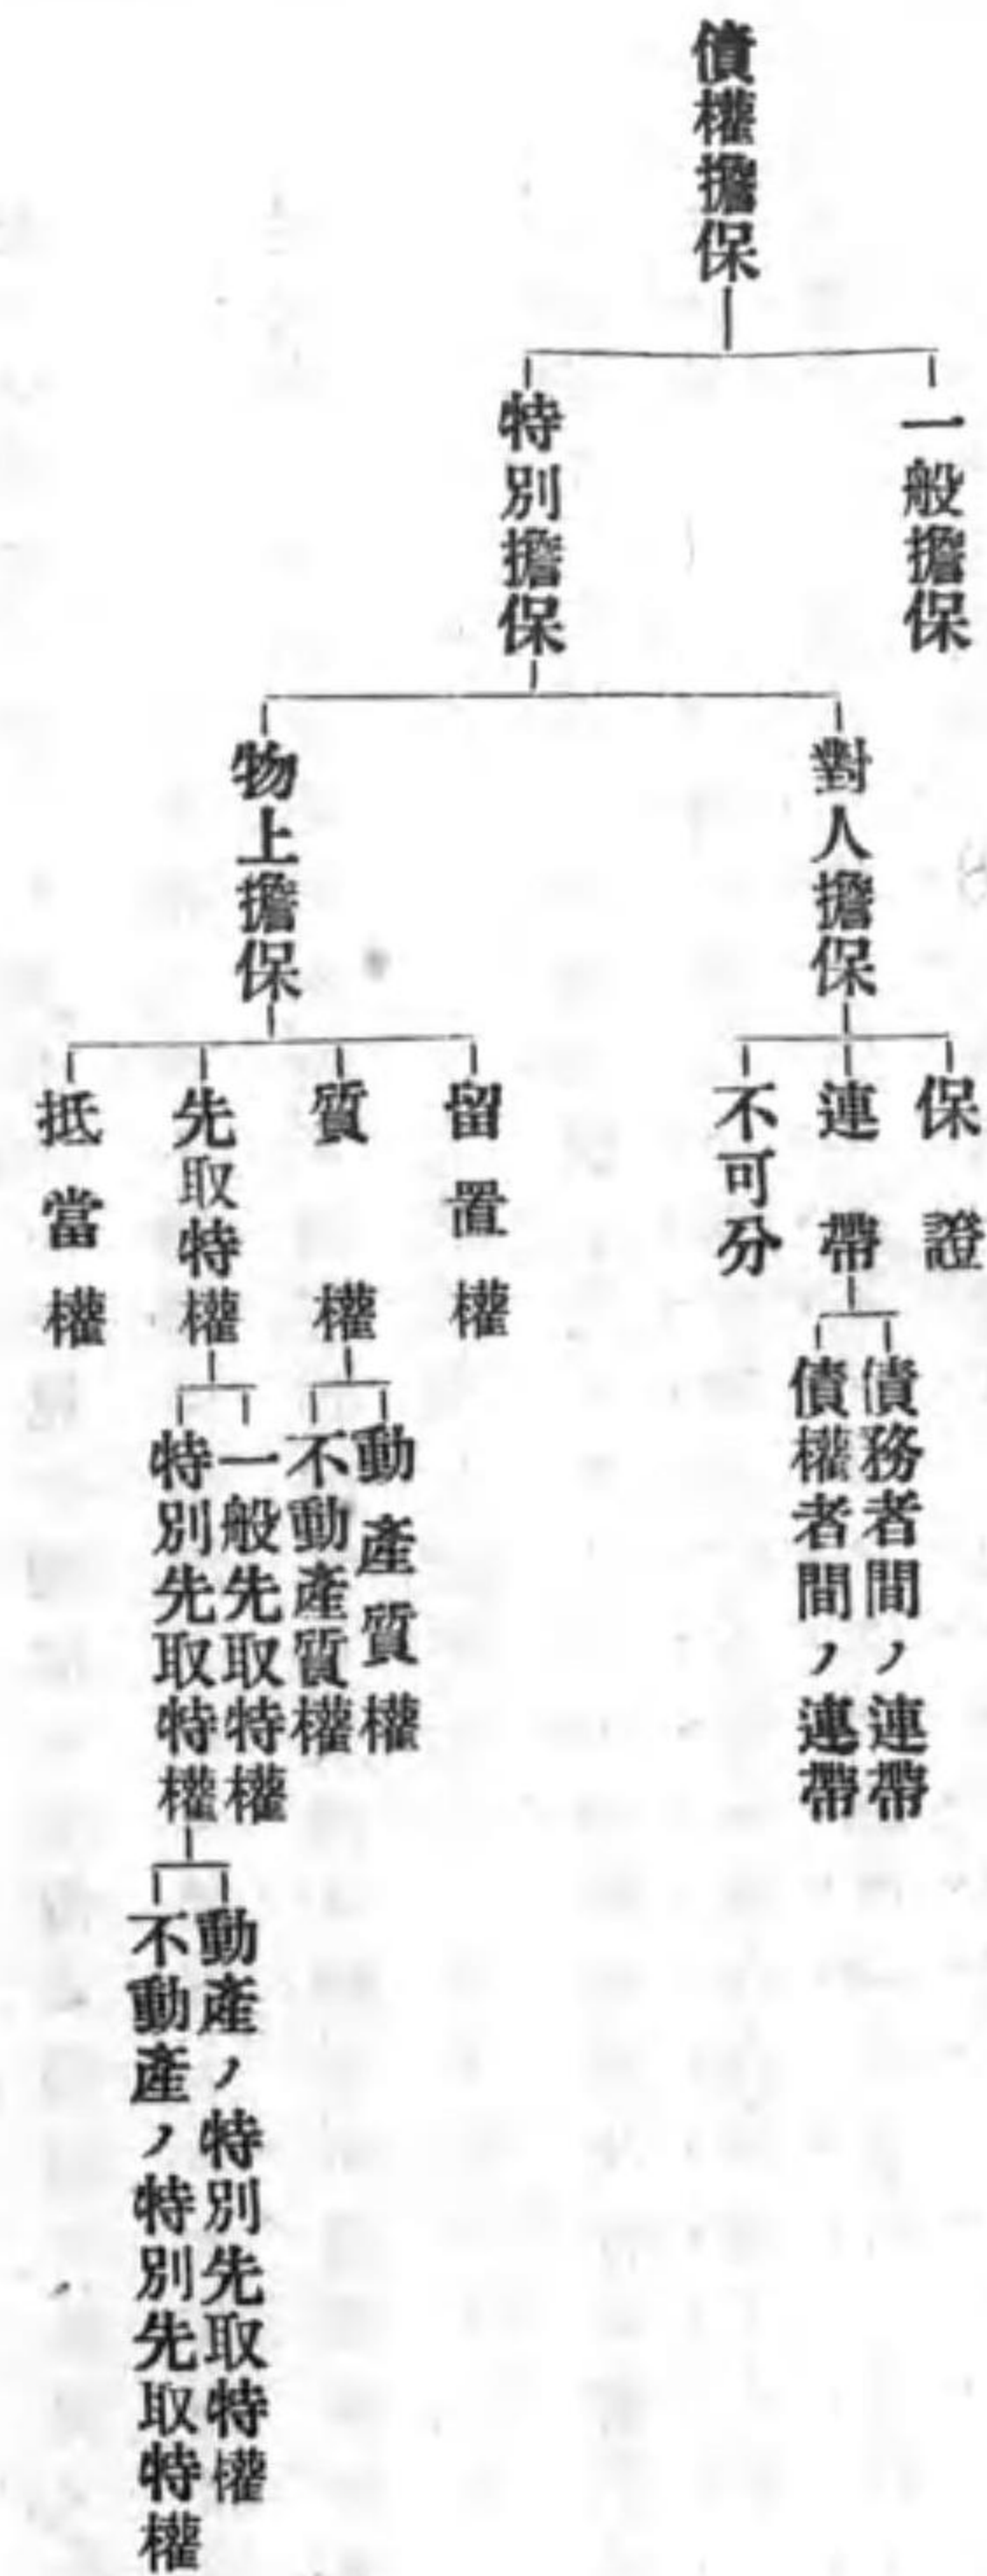 債權擔保
一般擔保
特別擔保
對人擔保
物上擔保
保證
連帶
不可分
債務者間ノ連帶
債權者間ノ連帶
留置權
質權
先取特權
抵當權
動產質權
不動產質權
一般先取特權
特別先取特權
動產ノ特別先取特權
不動產ノ特別先取特權